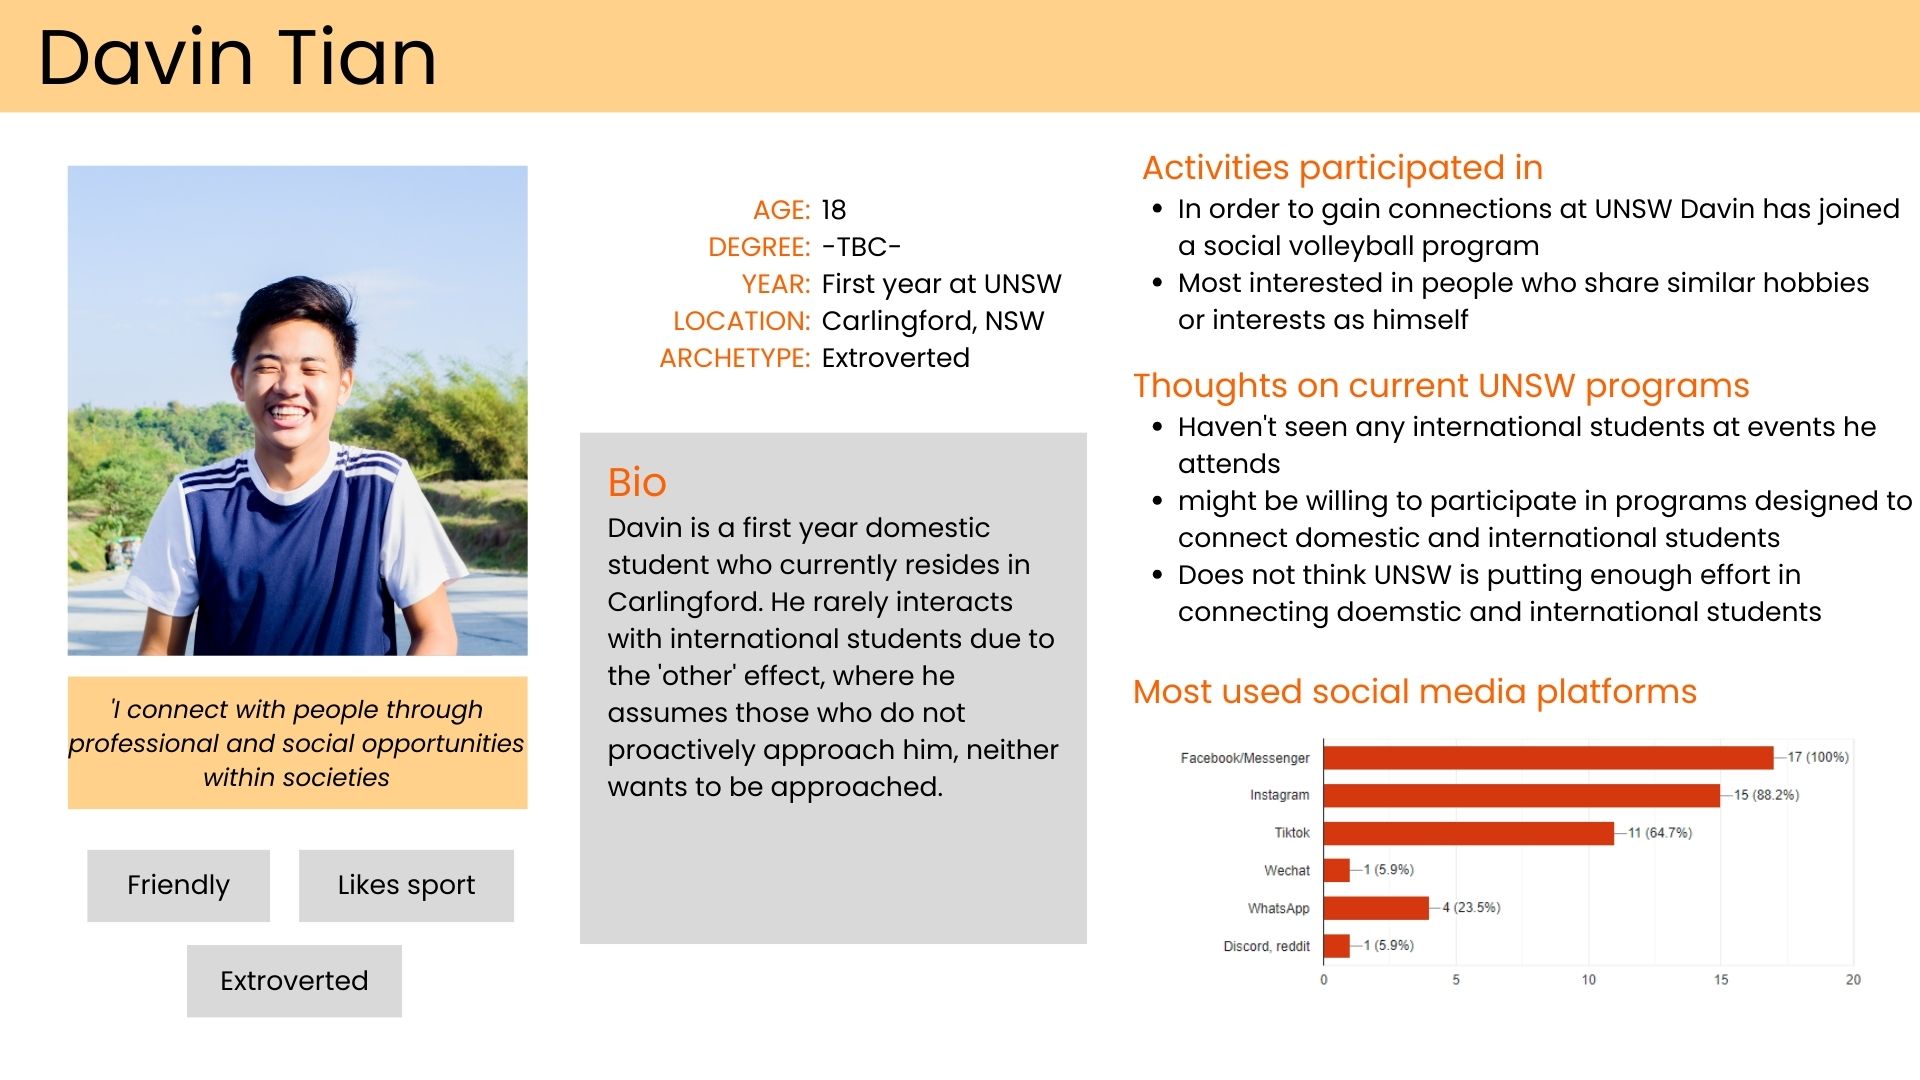 Davin Tian
'I connect with people through
professional and social opportunities
within societies
Friendly
Likes sport
Extroverted
AGE: 18
DEGREE: -TBC-
YEAR: First year at UNSW
LOCATION: Carlingford, NSW
ARCHETYPE: Extroverted
Bio
Davin is a first year domestic
student who currently resides in
Carlingford. He rarely interacts
with international students due to
the 'other' effect, where he
assumes those who do not
proactively approach him, neither
wants to be approached.
Activities participated in
• In order to gain connections at UNSW Davin has joined
a social volleyball program
• Most interested in people who share similar hobbies
or interests as himself
Thoughts on current UNSW programs
• Haven't seen any international students at events he
attends
• might be willing to participate in programs designed to
connect domestic and international students
• Does not think UNSW is putting enough effort in
connecting doemstic and international students
Most used social media platforms
Facebook/Messenger 17 (100%)
Instagram 15 (88.2%)
Tiktok 11 (64.7%)
Wechat 1 (5.9%)
WhatsApp 4 (23.5%)
Discord, reddit 1 (5.9%)
0 5 10 15 20